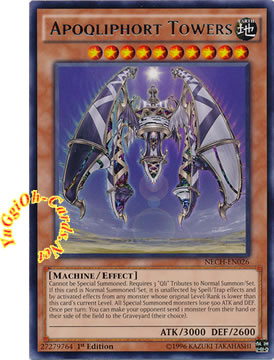 APOQLIPHORT TOWERS
EARTH
地
YuGgiOh-Cards.Net
NECH-EN026
[MACHINE / EFFECT]
Cannot be Special Summoned. Requires 3 "Qli" Tributes to Normal Summon/Set.
If this card is Normal Summoned/Set, it is unaffected by Spell/Trap effects and
by activated effects from any monster whose original Level/Rank is lower than
this card's current Level. All Special Summoned monsters lose 500 ATK and DEF.
Once per turn: You can make your opponent send 1 monster from their hand or
their side of the field to the Graveyard (their choice).
ATK/3000 DEF/2600
27279764 1st Edition ©1996 KAZUKI TAKAHASHI